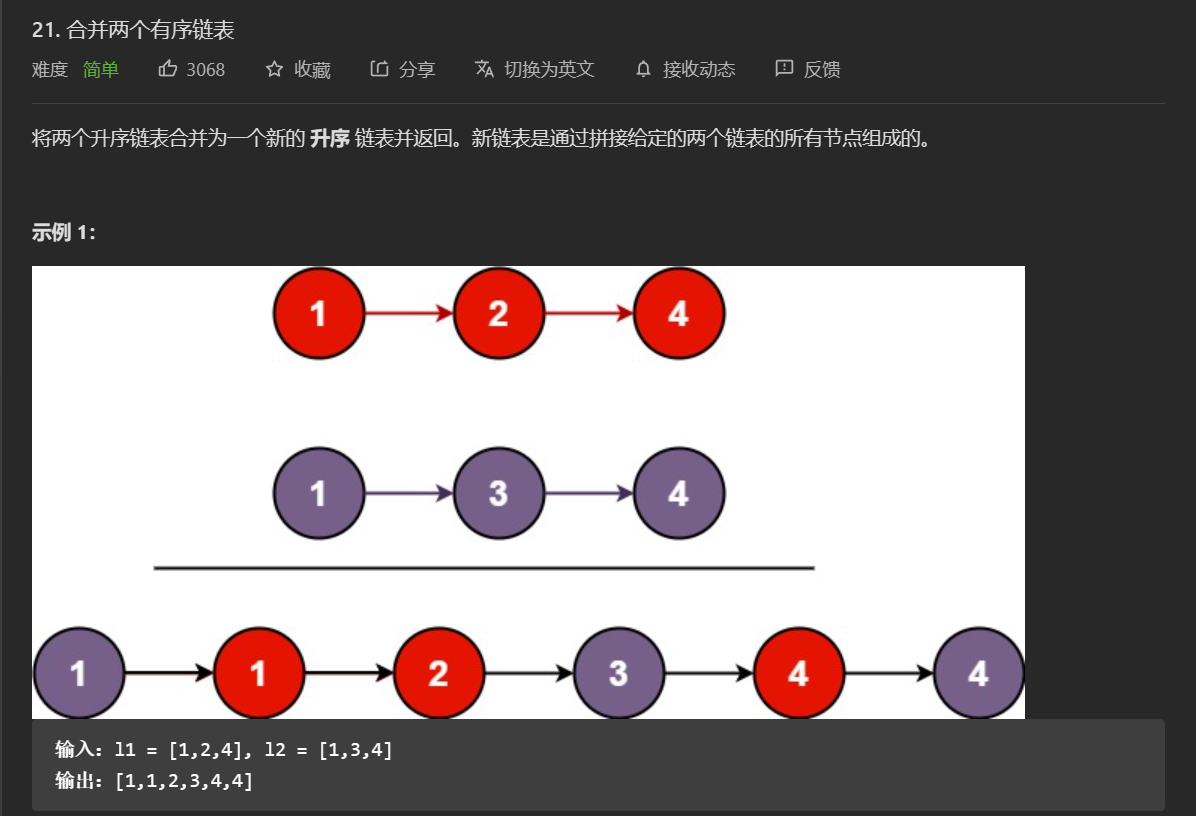 21. 合并两个有序链表
难度 简单 3068 收藏 分享 切换为英文 接收动态 反馈
将两个升序链表合并为一个新的 升序 链表并返回。新链表是通过拼接给定的两个链表的所有节点组成的。
示例 1：
1 2 4
1 3 4
1 1 2 3 4 4
输入：l1 = [1,2,4], l2 = [1,3,4]
输出：[1,1,2,3,4,4]